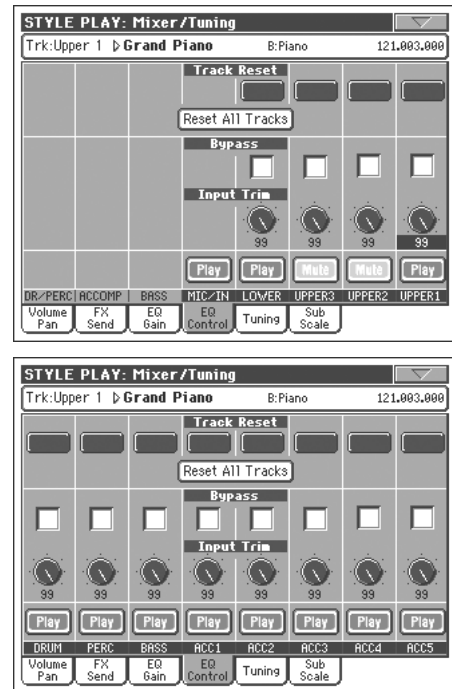 STYLE PLAY: Mixer/Tuning
Trk:Upper 1 Grand Piano B:Piano 121.003.000
Track Reset
Reset All Tracks
Bypass
Input Trim
99 99 99 99
Play Play Mute Mute Play
DR/PERC ACCOMP BASS MIC/IN LOWER UPPER3 UPPER2 UPPER1
Volume Pan FX Send EQ Gain EQ Control Tuning Sub Scale
STYLE PLAY: Mixer/Tuning
Trk:Upper 1 Grand Piano B:Piano 121.003.000
Track Reset
Reset All Tracks
Bypass
Input Trim
99 99 99 99 99 99 99 99
Play Play Play Play Play Play Play Play
DRUM PERC BASS ACC1 ACC2 ACC3 ACC4 ACC5
Volume Pan FX Send EQ Gain EQ Control Tuning Sub Scale